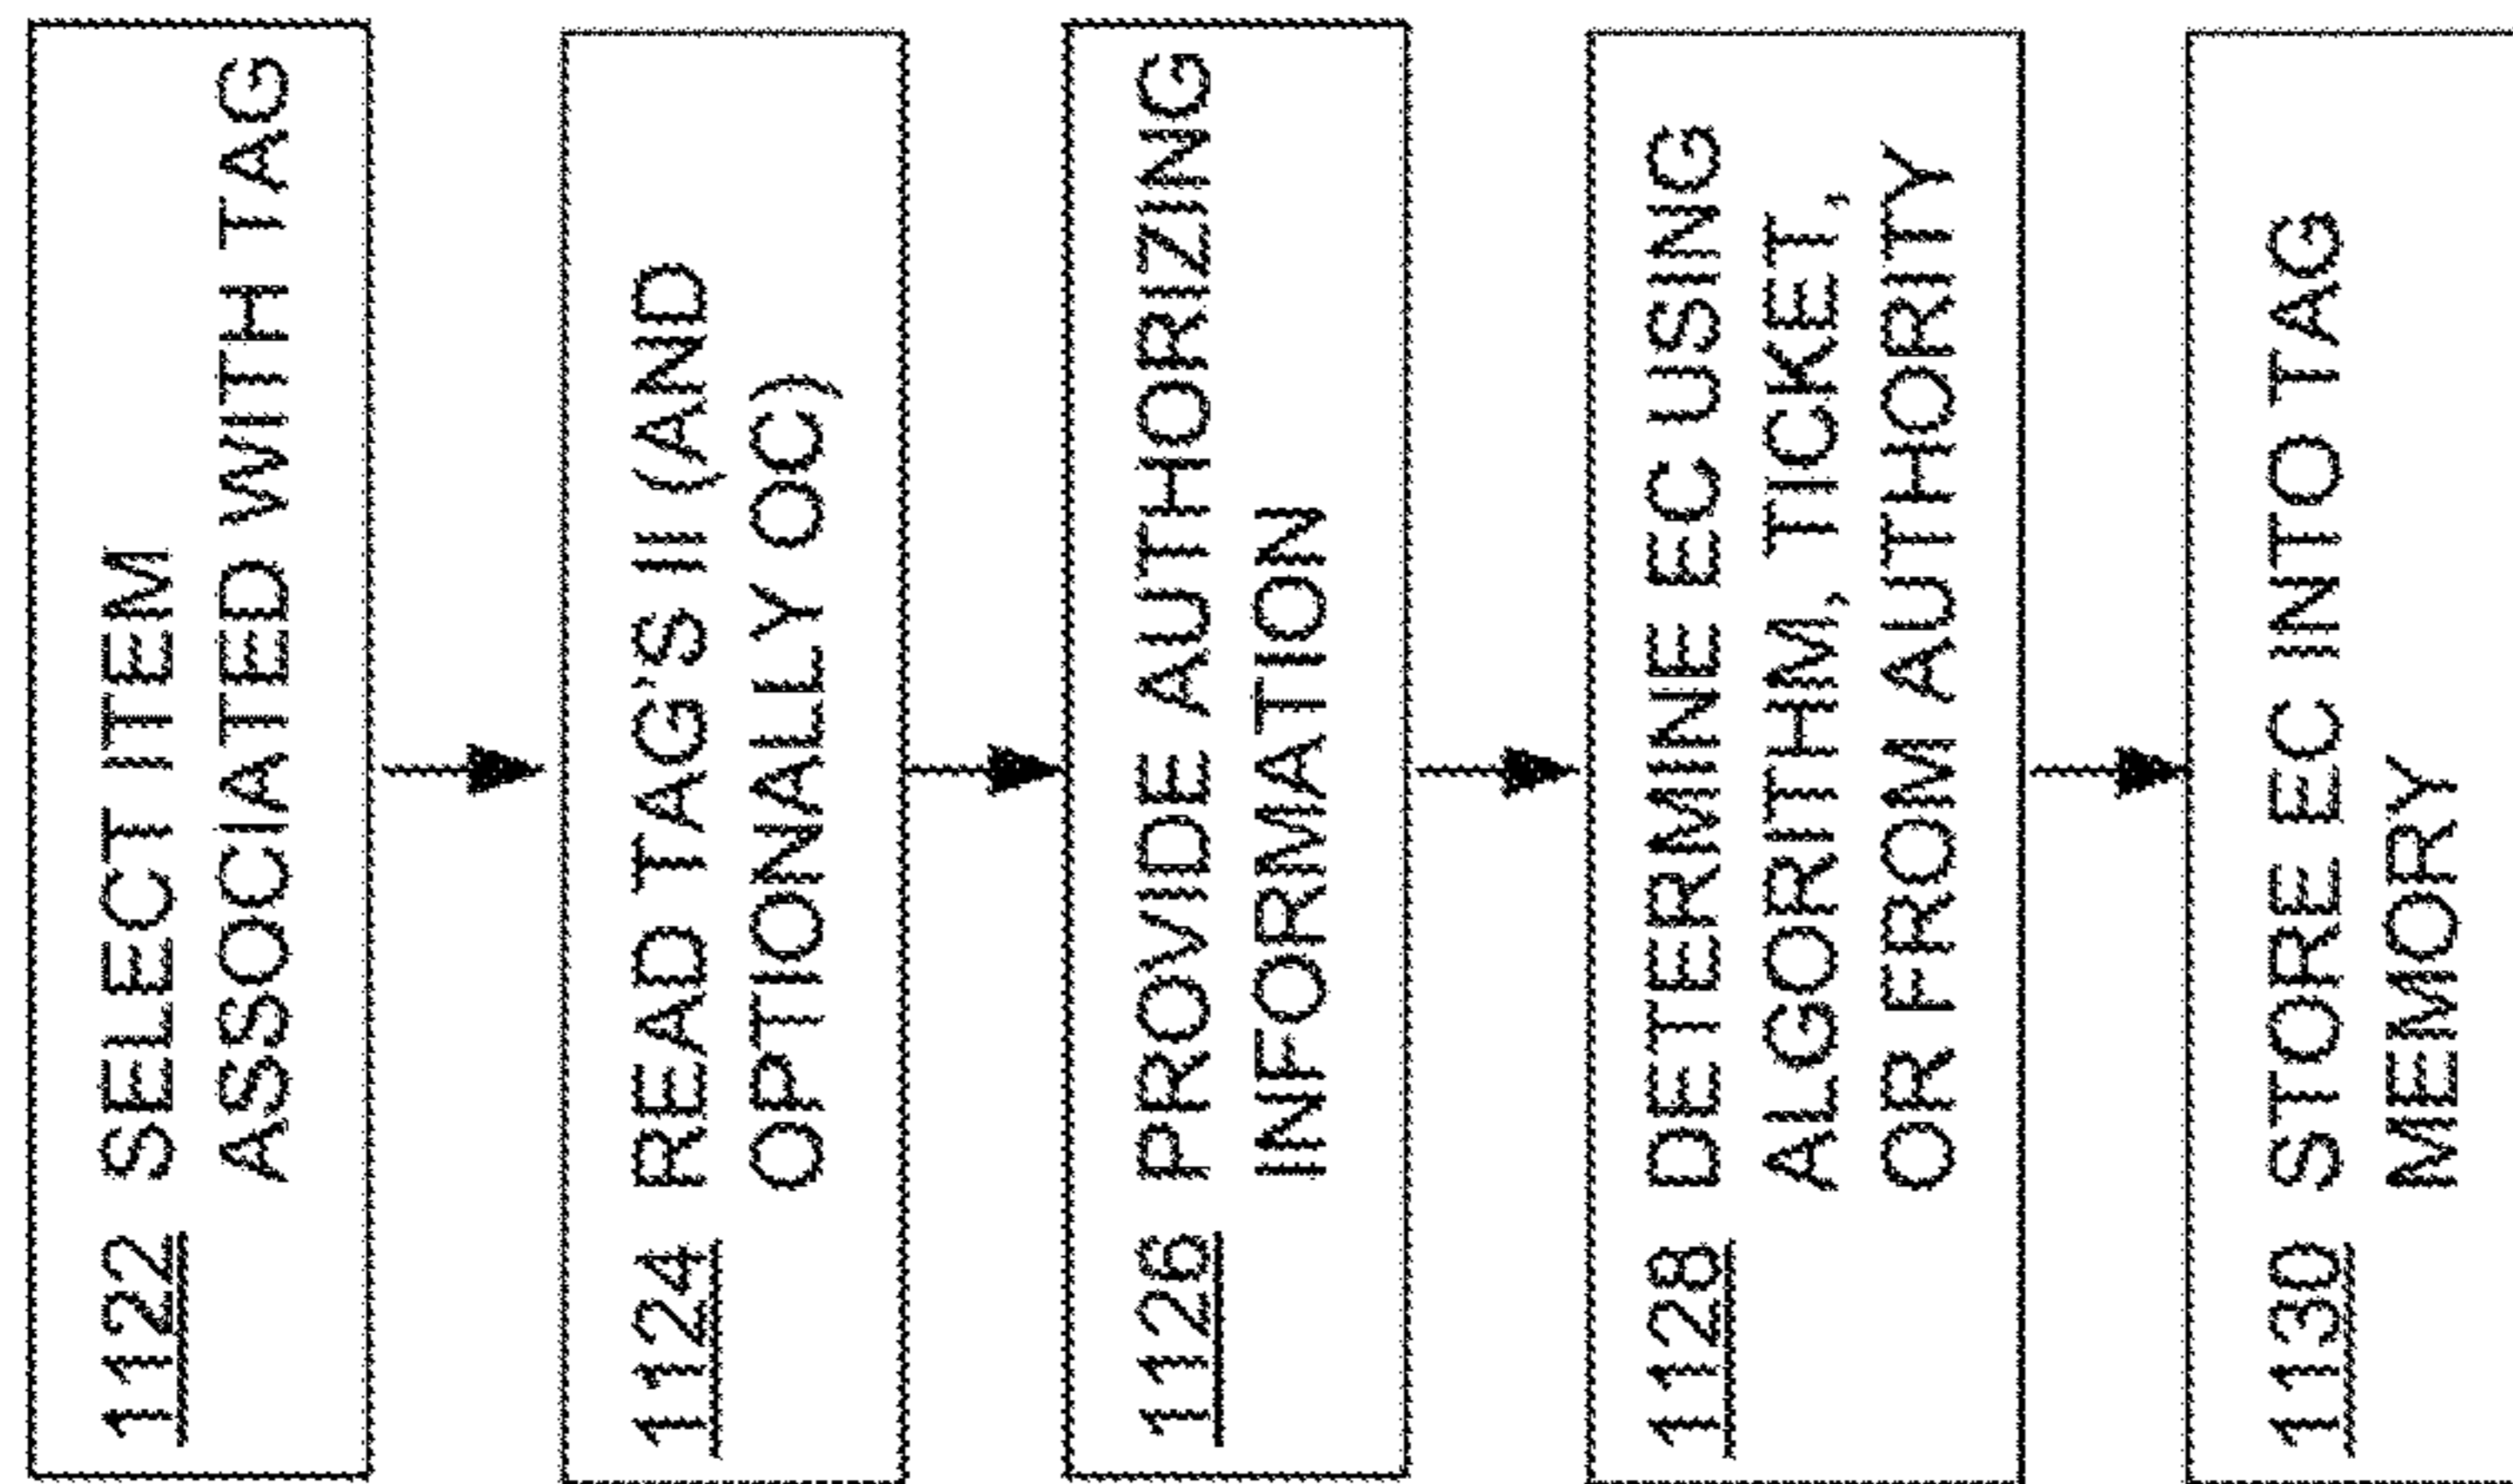 1122 SELECT ITEM
ASSOCIATED WITH TAG
1124 READ TAG'S II (AND
OPTIONALLY OC)
1126 PROVIDE AUTHORIZING
INFORMATION
1128 DETERMINE EC USING
ALGORITHM, TICKET,
OR FROM AUTHORITY
1130 STORE EC INTO TAG
MEMORY